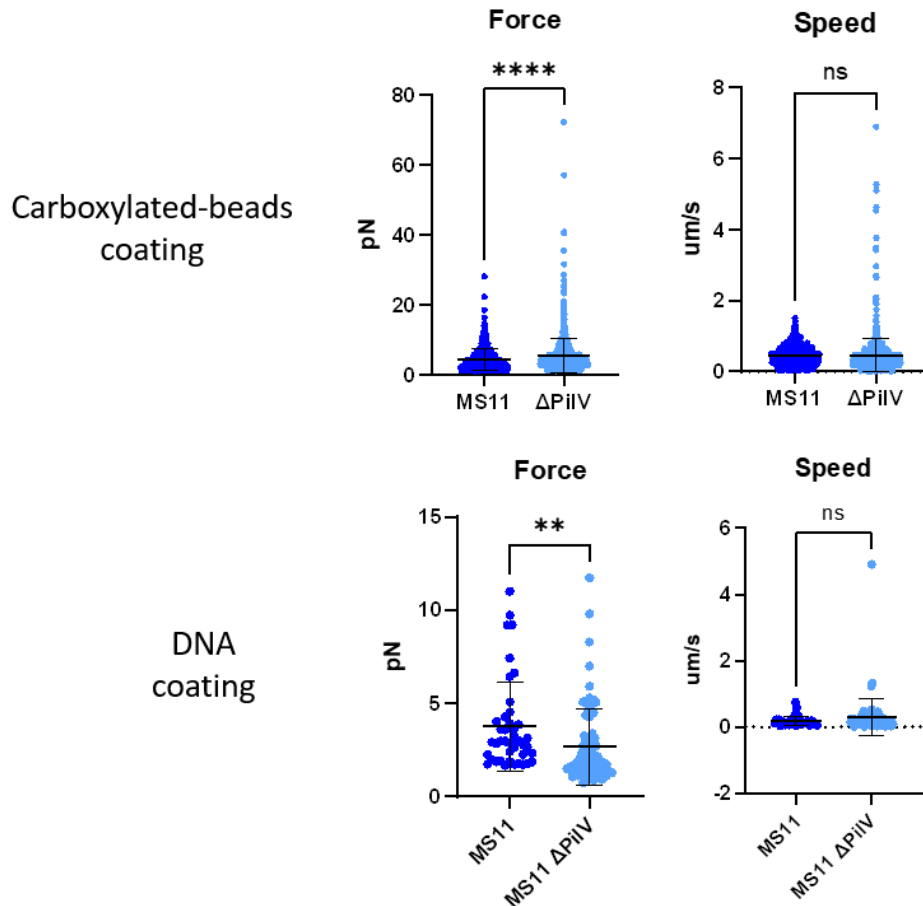 Force
****
80
60
40
20
0
pN
MS11
ΔPilV
Speed
ns
8
6
4
2
0
um/s
MS11
ΔPilV
Carboxylated-beads
coating
Force
**
15
10
5
0
pN
MS11
MS11 ΔPilV
Speed
ns
6
4
2
0
-2
um/s
MS11
MS11 ΔPilV
DNA
coating